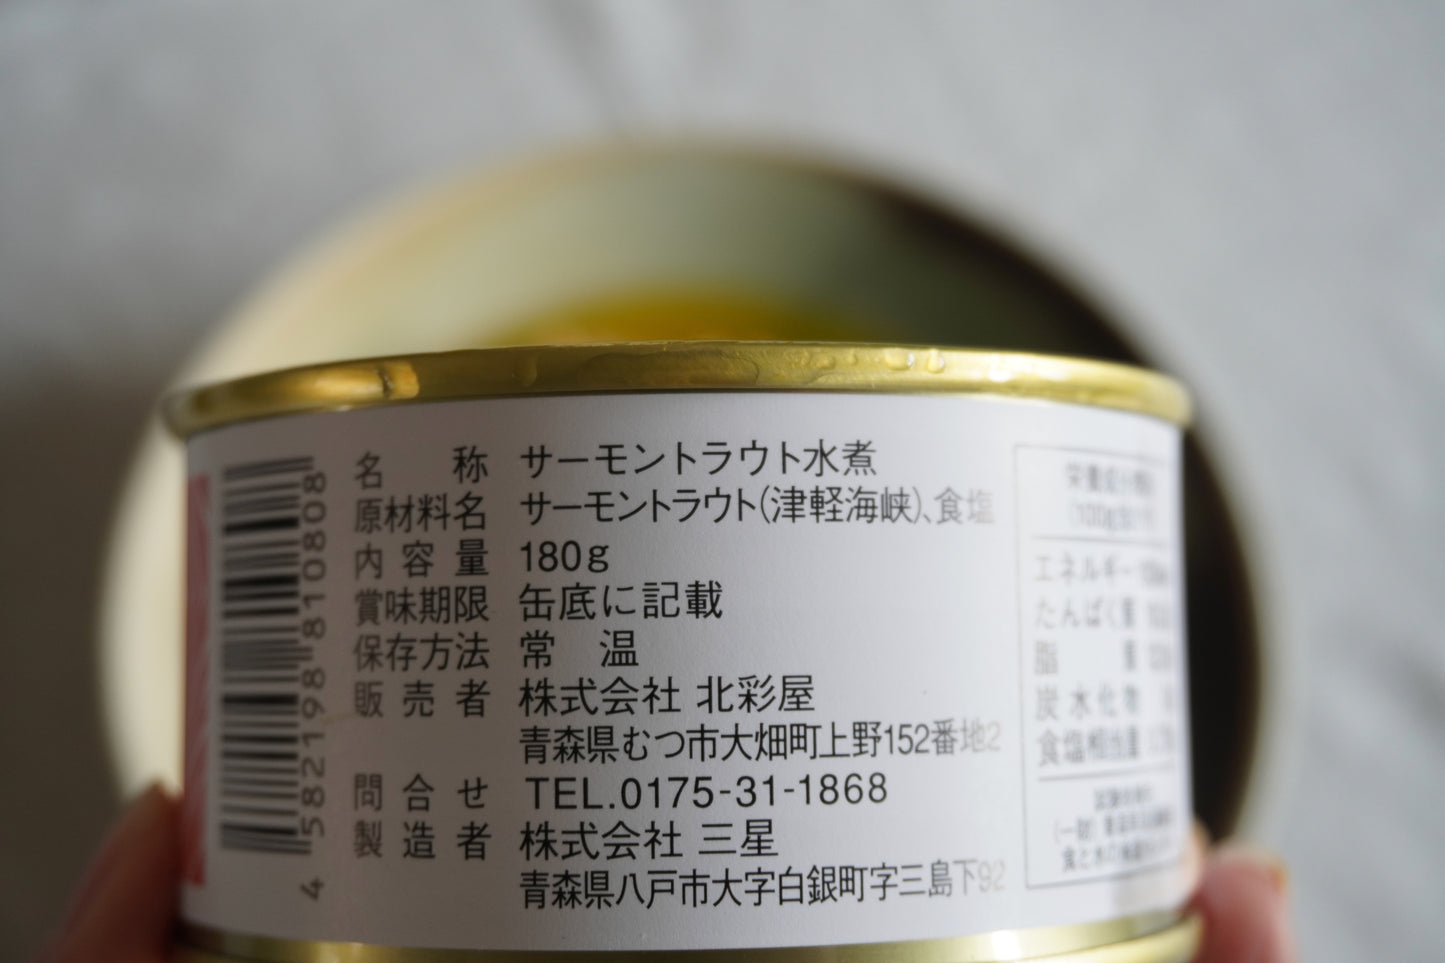 名称 サーモントラウト水煮
原材料名 サーモントラウト(津軽海峡)、食塩
内容量 180g
賞味期限 缶底に記載
保存方法 常温
販売者 株式会社 北彩屋
青森県むつ市大畑町上野152番地2
問合せ TEL.0175-31-1868
製造者 株式会社 三星
青森県八戸市大字白銀町字三島下92
4582198810808
栄養成分
エネルギー
たんぱく質
脂質
炭水化物
食塩相当量